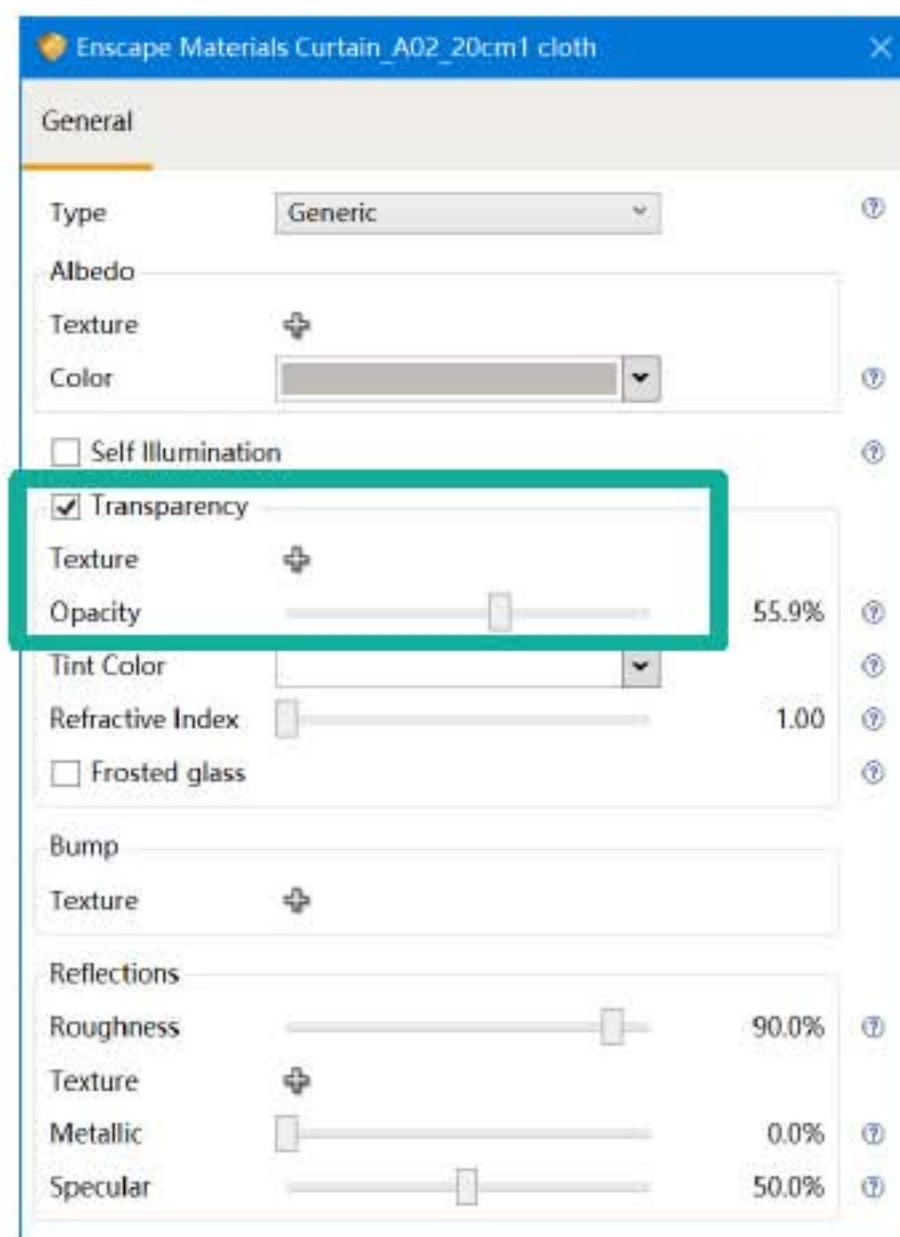 Enscape Materials Curtain_A02_20cm1 cloth
General
Type Generic
Albedo
Texture
Color
Self Illumination
Transparency
Texture
Opacity 55.9%
Tint Color
Refractive Index 1.00
Frosted glass
Bump
Texture
Reflections
Roughness 90.0%
Texture
Metallic 0.0%
Specular 50.0%